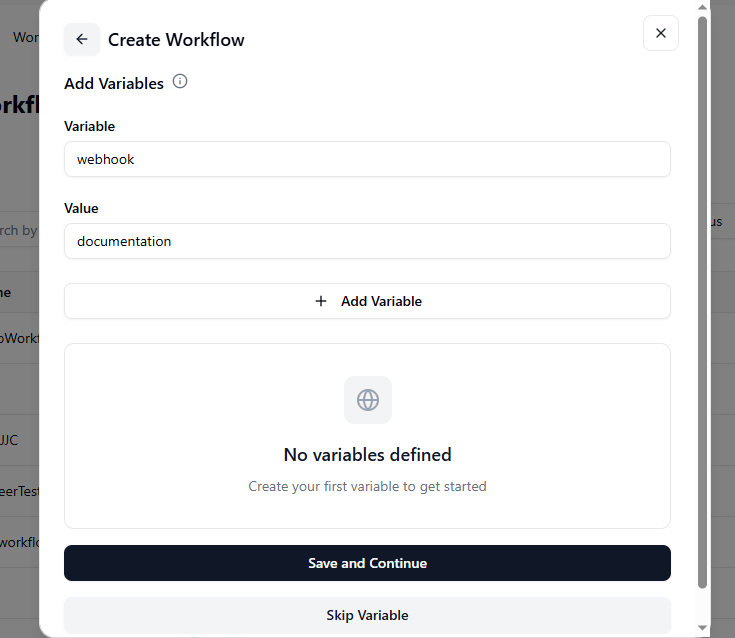 Wor
Create Workflow
Add Variables
orkfl
Variable
webhook
Value
us
rch by
documentation
ne
Add Variable
oWorkf
JJC
No variables defined
Create your first variable to get started
eerTest
workflo
Save and Continue
Skip Variable